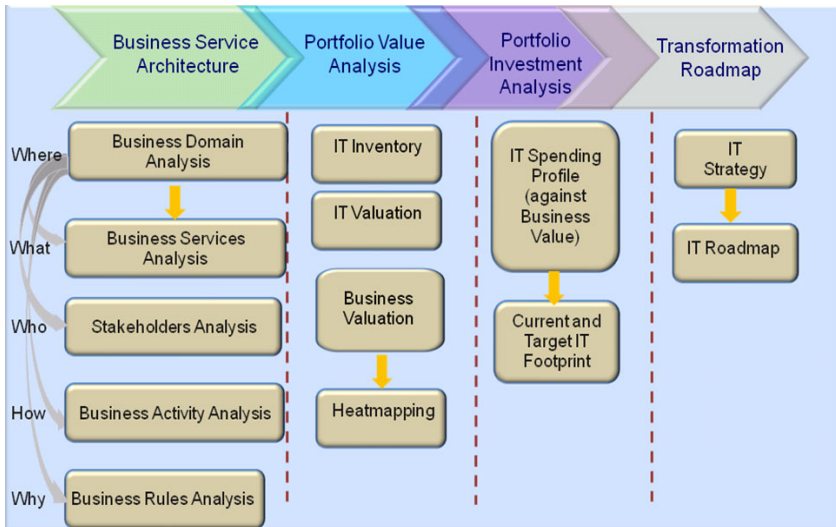 Business Service
Architecture
Portfolio Value
Analysis
Portfolio
Investment
Analysis
Transformation
Roadmap
Where
Business Domain
Analysis
What
Business Services
Analysis
Who
Stakeholders Analysis
How
Business Activity Analysis
Why
Business Rules Analysis
IT Inventory
IT Valuation
Business
Valuation
Heatmapping
IT Spending
Profile
(against
Business
Value)
Current and
Target IT
Footprint
IT
Strategy
IT Roadmap